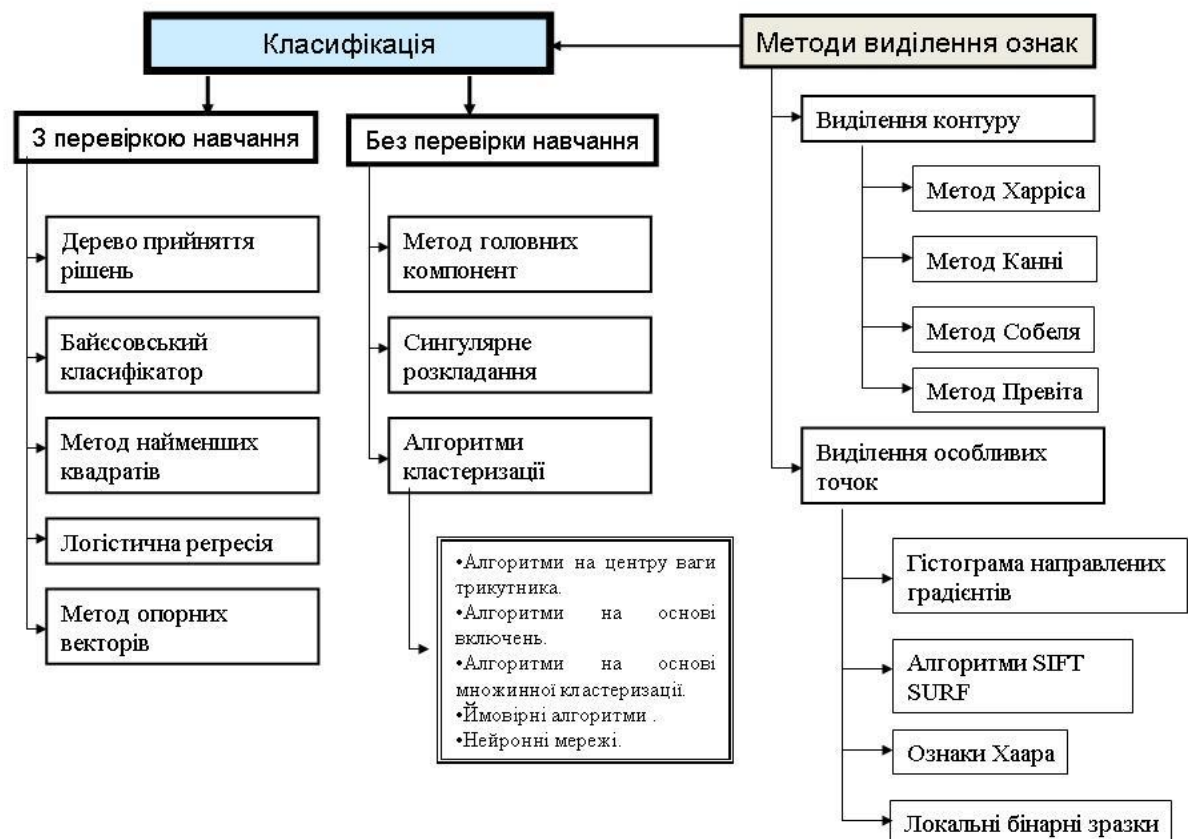 Класифікація
Методи виділення ознак
З перевіркою навчання
Без перевірки навчання
Дерево прийняття
рішень
Байєсовський
класифікатор
Метод найменших
квадратів
Логістична регресія
Метод опорних
векторів
Метод головних
компонент
Сингулярне
розкладання
Алгоритми
кластеризації
•Алгоритми на центру ваги
трикутника.
•Алгоритми на основі
включень.
•Алгоритми на основі
множинної кластеризації.
•Ймовірні алгоритми .
•Нейронні мережі.
Виділення контуру
Метод Харріса
Метод Канні
Метод Собеля
Метод Превіта
Виділення особливих
точок
Гістограма направлених
градієнтів
Алгоритми SIFT
SURF
Ознаки Хаара
Локальні бінарні зразки